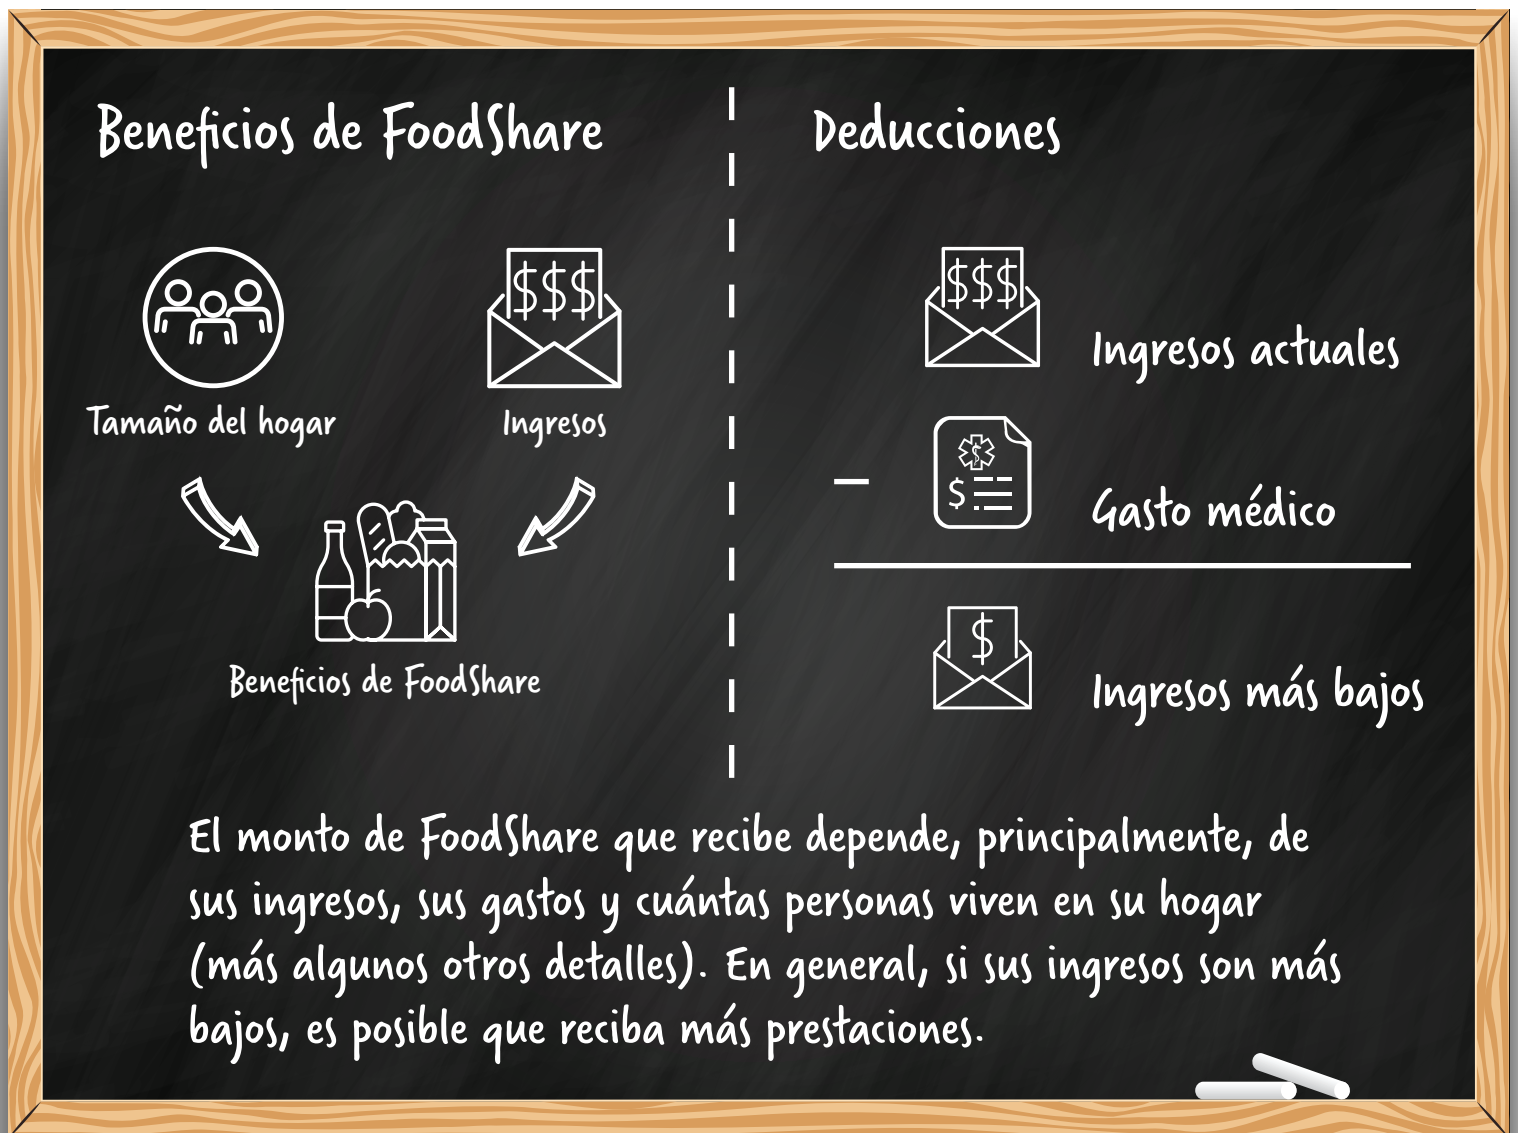 Beneficios de FoodShare
Tamaño del hogar
$$$
Ingresos
Beneficios de FoodShare
Deducciones
$$$
Ingresos actuales
–
$
$
Gasto médico
$
Ingresos más bajos
El monto de FoodShare que recibe depende, principalmente, de
sus ingresos, sus gastos y cuántas personas viven en su hogar
(más algunos otros detalles). En general, si sus ingresos son más
bajos, es posible que reciba más prestaciones.